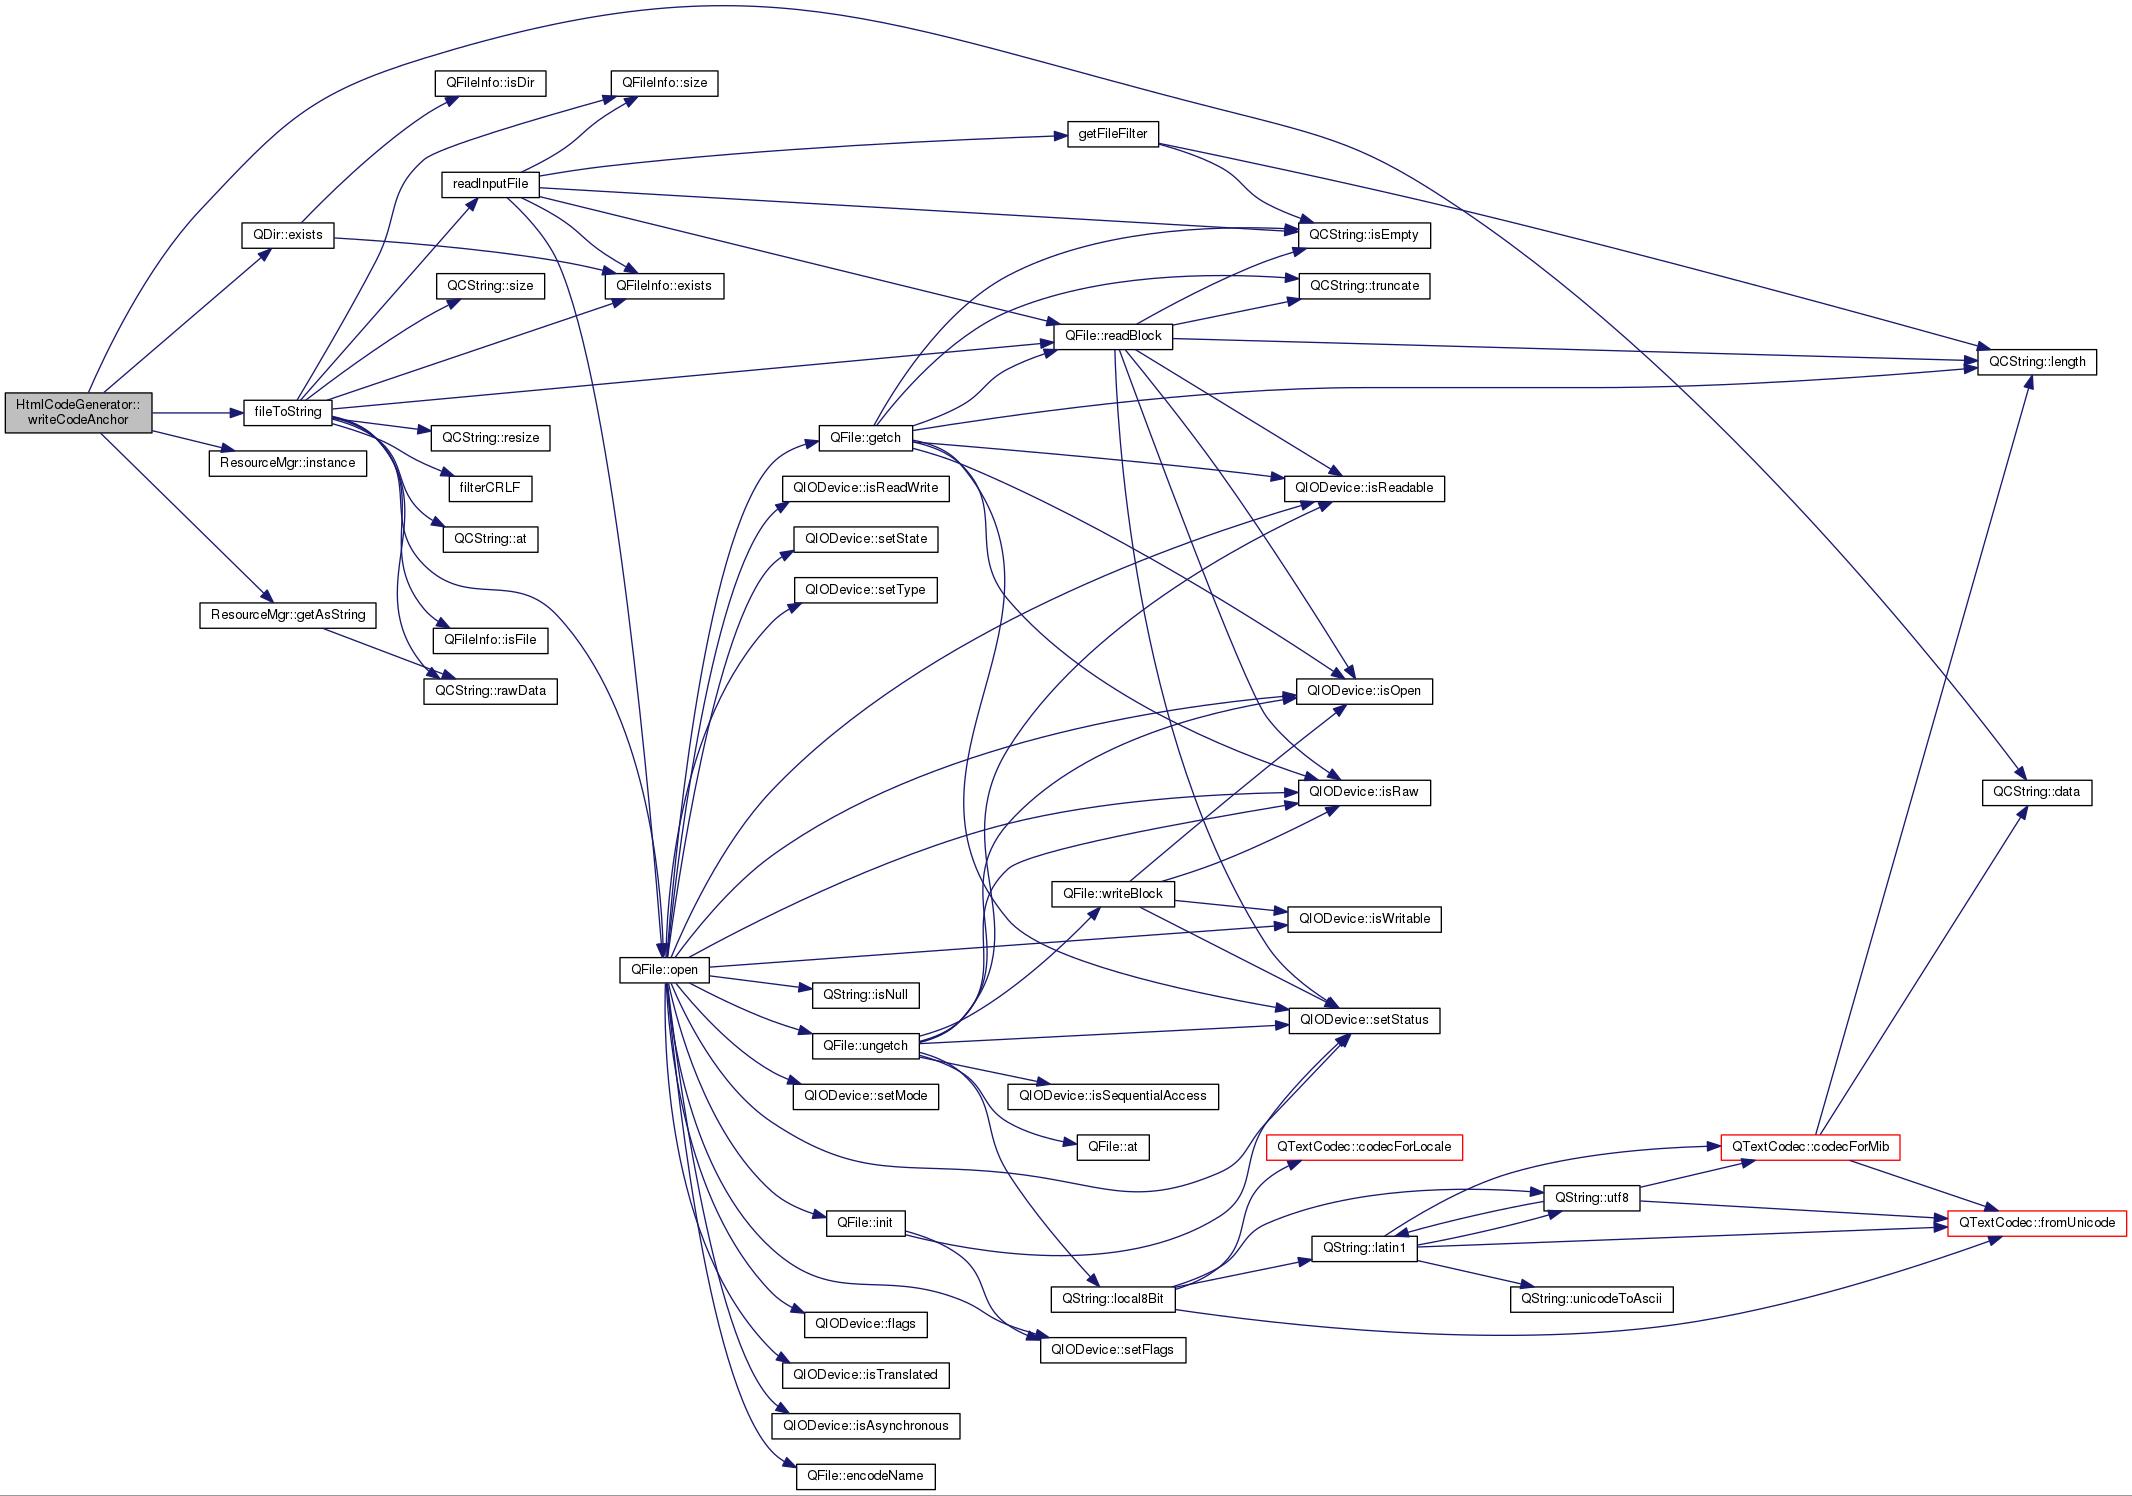 HtmlCodeGenerator::
writeCodeAnchor
QDir::exists
fileToString
ResourceMgr::instance
ResourceMgr::getAsString
QFileInfo::isDir
readInputFile
QCString::size
QCString::resize
filterCRLF
QCString::at
QFileInfo::isFile
QCString::rawData
QFileInfo::size
QFileInfo::exists
QFile::open
QFile::getch
QIODevice::isReadWrite
QIODevice::setState
QIODevice::setType
QString::isNull
QFile::ungetch
QIODevice::setMode
QFile::init
QIODevice::flags
QIODevice::isTranslated
QIODevice::isAsynchronous
QFile::encodeName
getFileFilter
QFile::readBlock
QFile::writeBlock
QIODevice::isSequentialAccess
QFile::at
QString::local8Bit
QIODevice::setFlags
QCString::isEmpty
QCString::truncate
QIODevice::isReadable
QIODevice::isOpen
QIODevice::isRaw
QIODevice::isWritable
QIODevice::setStatus
QTextCodec::codecForLocale
QString::latin1
QString::utf8
QString::unicodeToAscii
QTextCodec::codecForMib
QCString::length
QCString::data
QTextCodec::fromUnicode